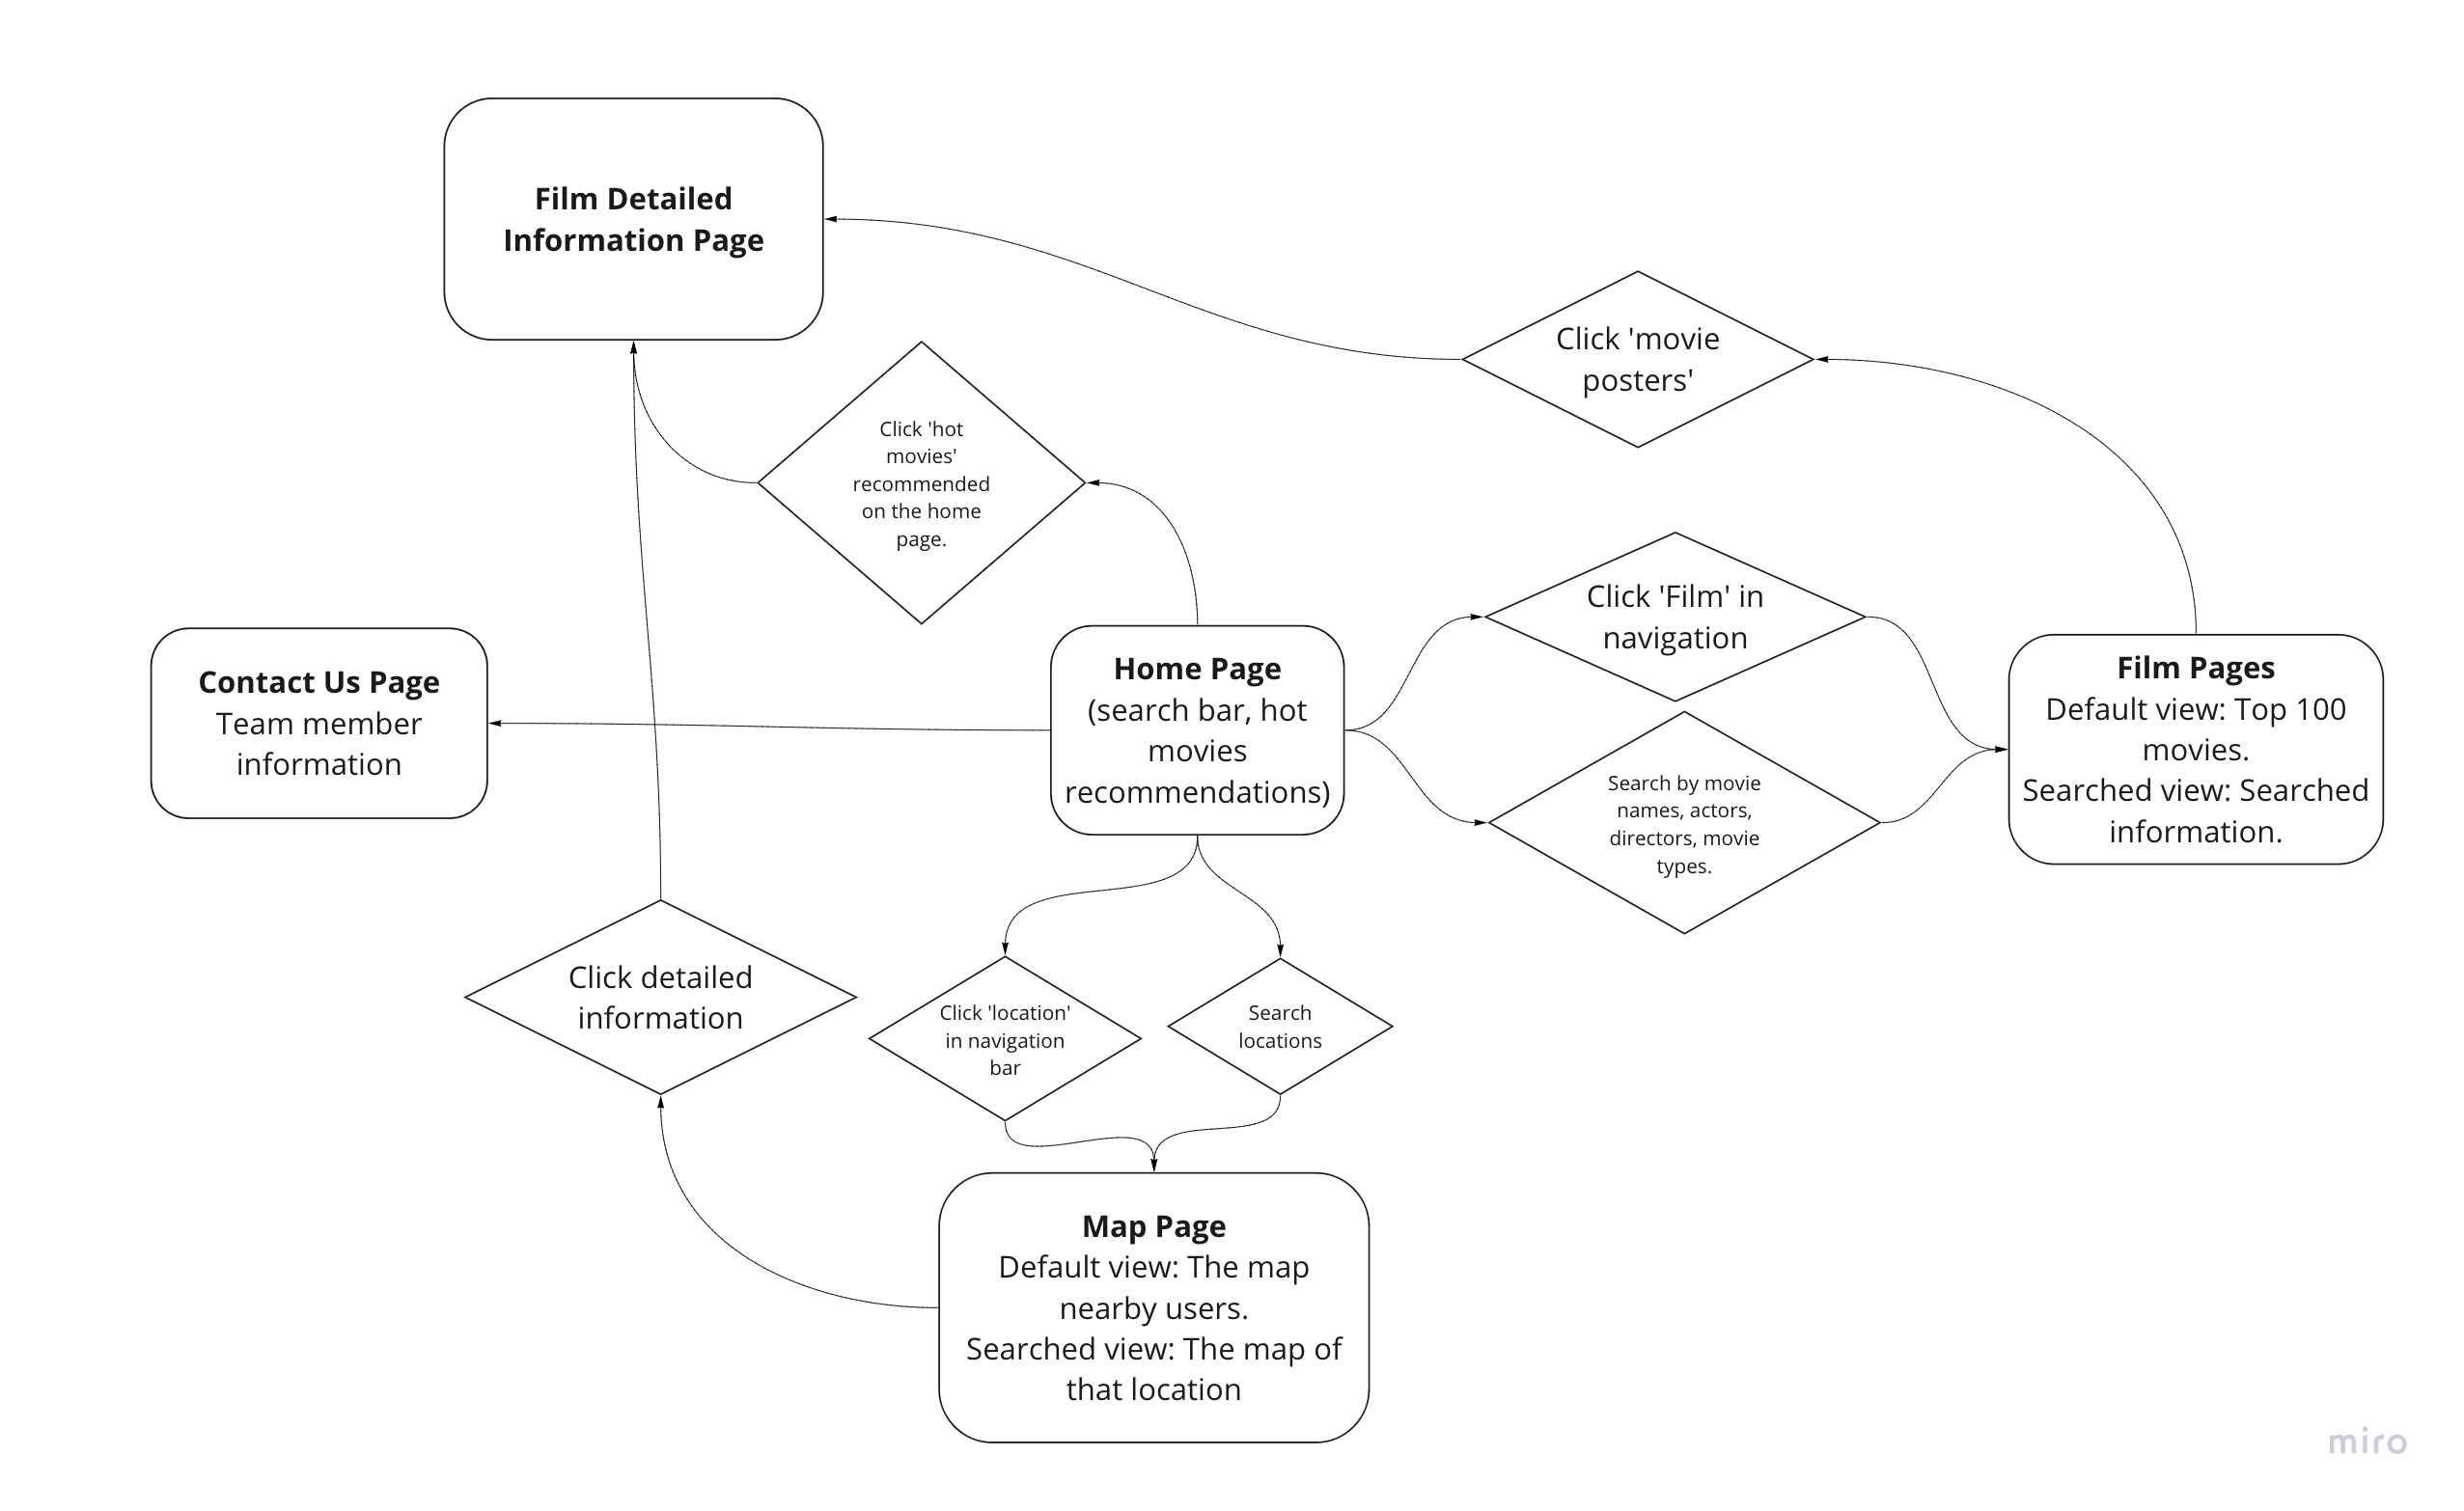 Film Detailed
Information Page
Click 'movie
posters'
Click 'hot
movies'
recommended
on the home
page.
Click 'Film' in
navigation
Contact Us Page
Team member
information
Home Page
(search bar, hot
movies
recommendations)
Film Pages
Default view: Top 100
movies.
Searched view: Searched
information.
Search by movie
names, actors,
directors, movie
types.
Click detailed
information
Click 'location'
in navigation
bar
Search
locations
Map Page
Default view: The map
nearby users.
Searched view: The map of
that location
miro